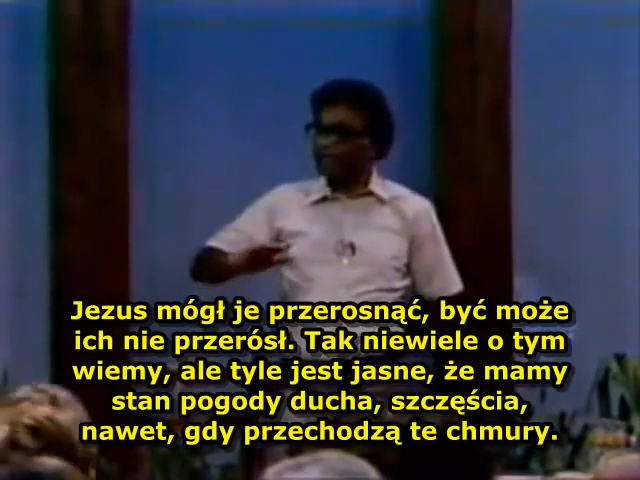 Jezus mógł je przerosnąć, być może
ich nie przerósł. Tak niewiele o tym
wiemy, ale tyle jest jasne, że mamy
stan pogody ducha, szczęścia,
nawet, gdy przechodzą te chmury.